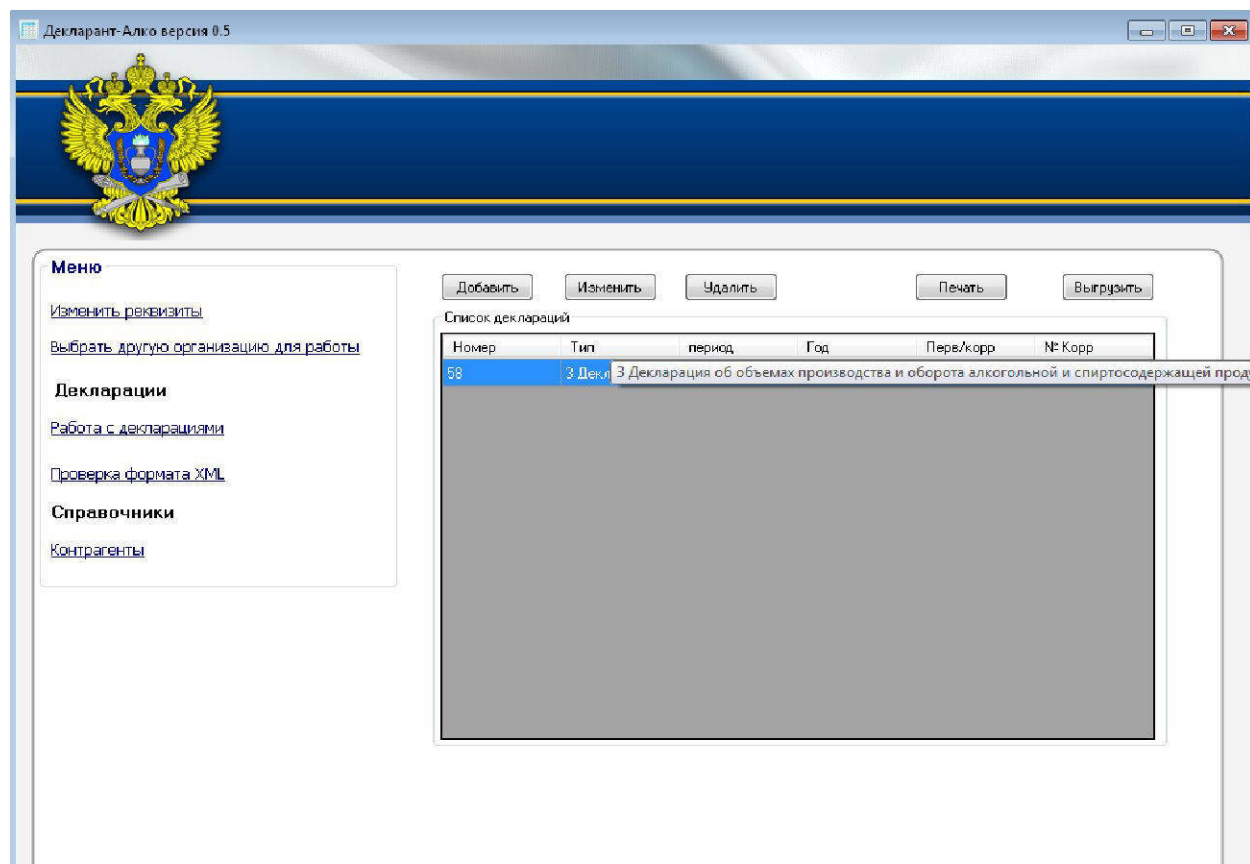 Декларант-Алко версия 0.5
Меню
Изменить реквизиты
Выбрать другую организацию для работы
Декларации
Работа с декларациями
Проверка формата XML
Справочники
Контрагенты
Добавить Изменить Удалить Печать Выгрузить
Список деклараций
Номер Тип период Год Перв/корр № Корр
58 3 Декл 3 Декларация об объемах производства и оборота алкогольной и спиртосодержащей проду